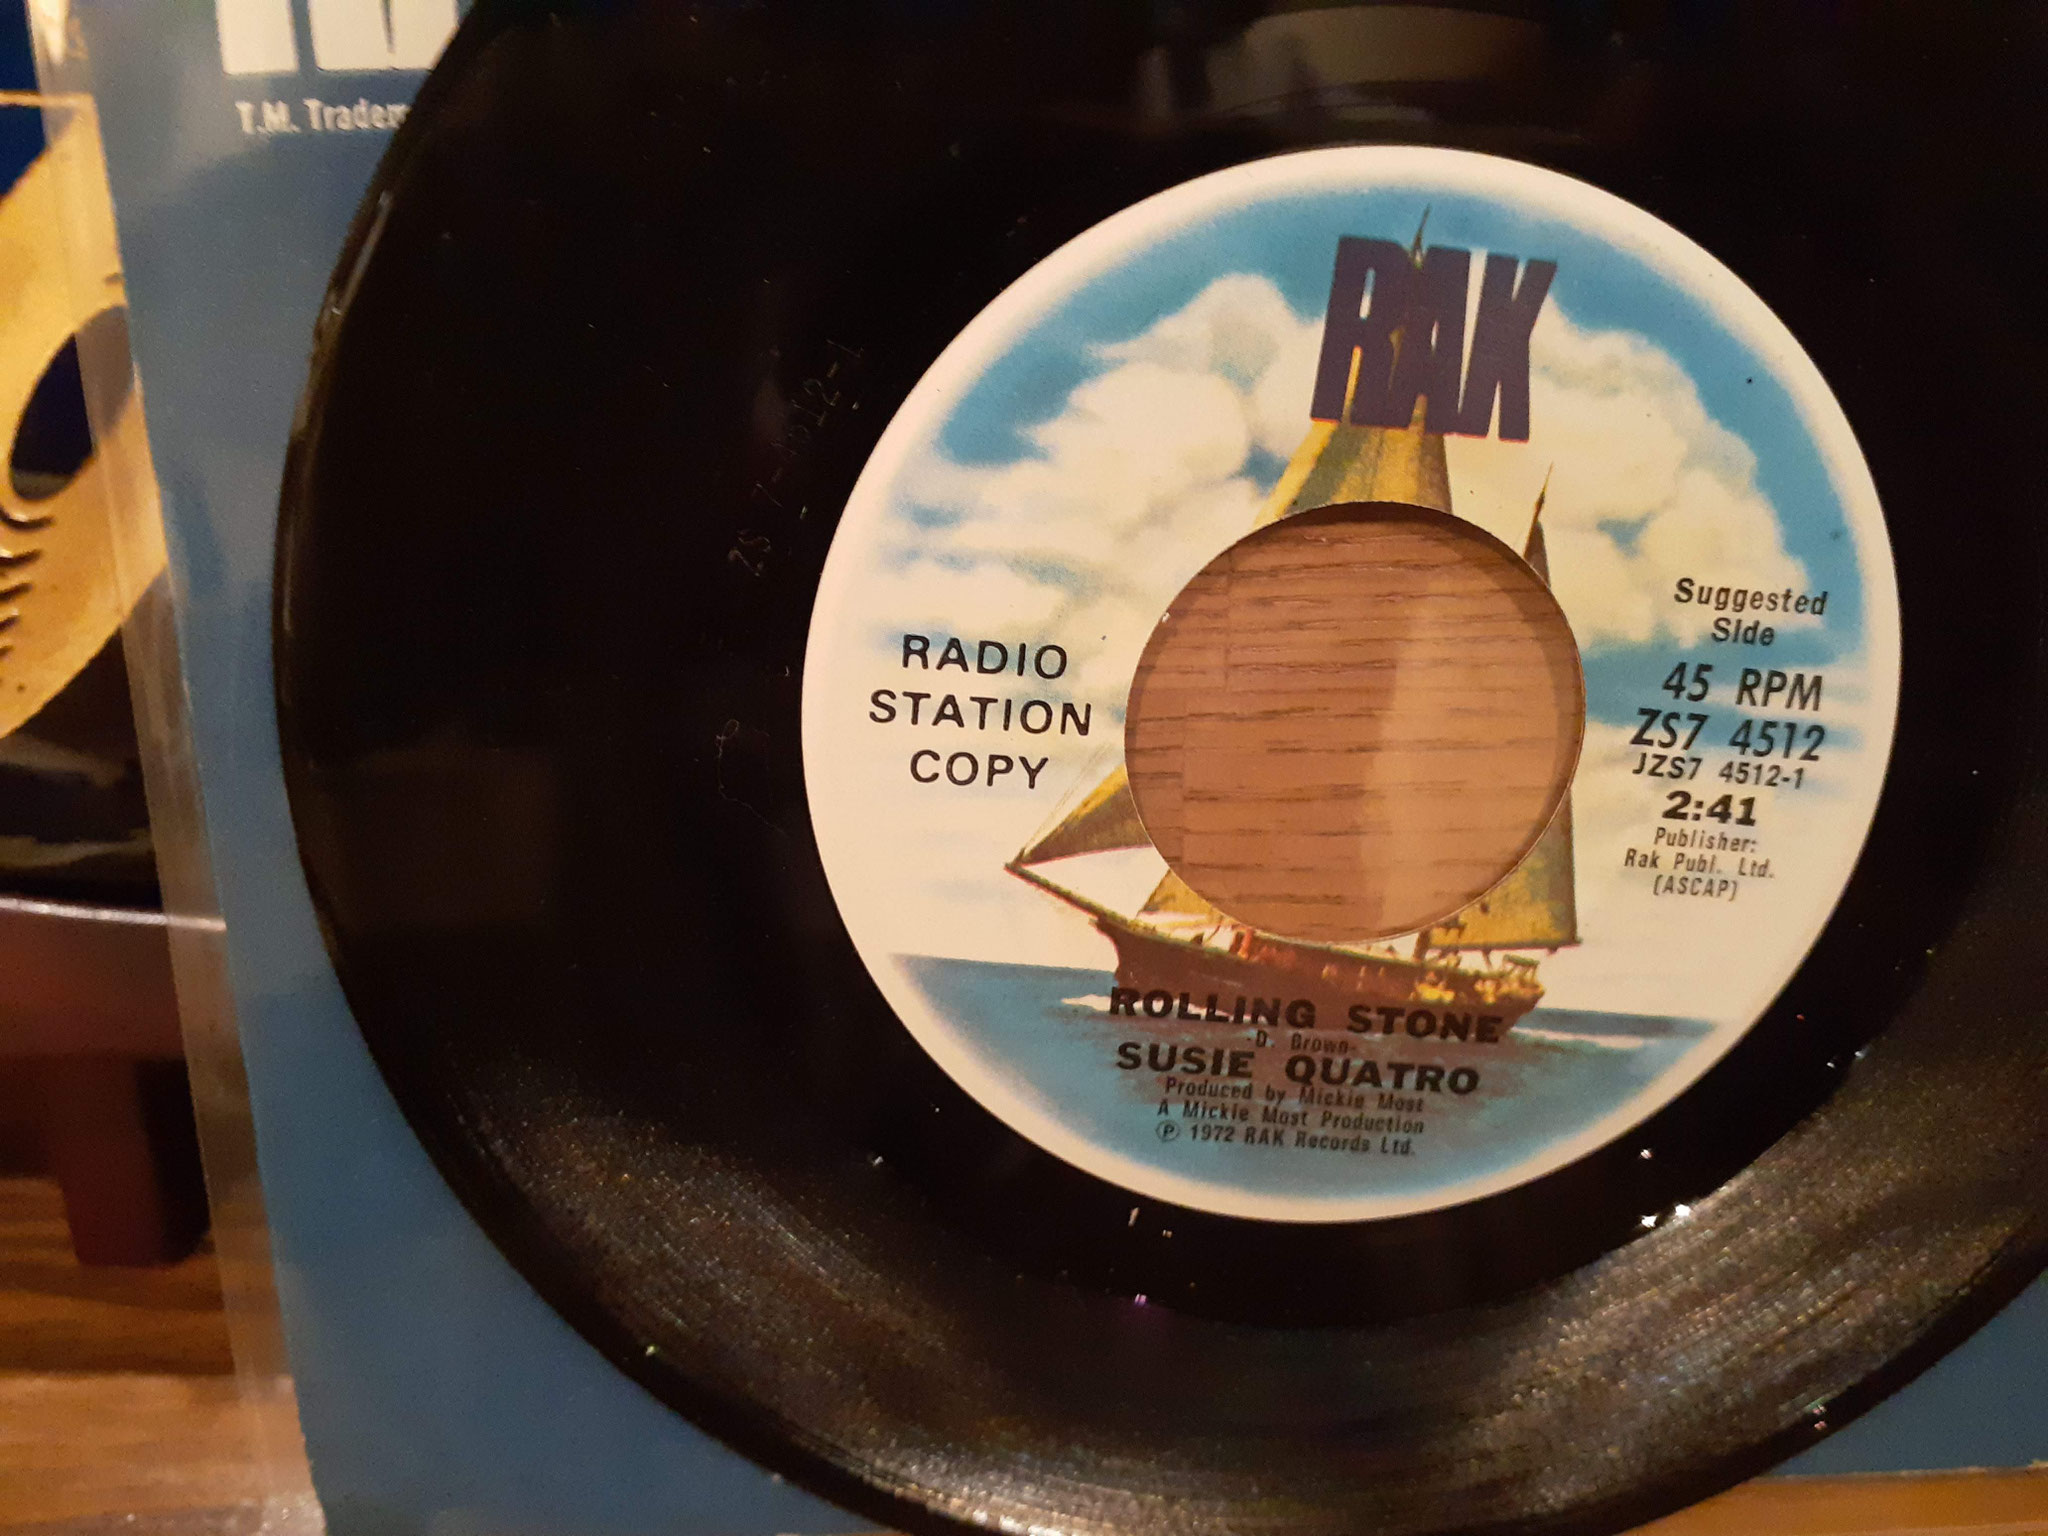 T.M. Tradem
RAK
RADIO
STATION
COPY
Suggested
Side
45 RPM
ZS7 4512
JZS7 4512-1
2:41
Publisher:
Rak Publ. Ltd.
(ASCAP)
ROLLING STONE
-D. Brown-
SUSIE QUATRO
Produced by Mickie Most
A Mickie Most Production
Ⓟ 1972 RAK Records Ltd.